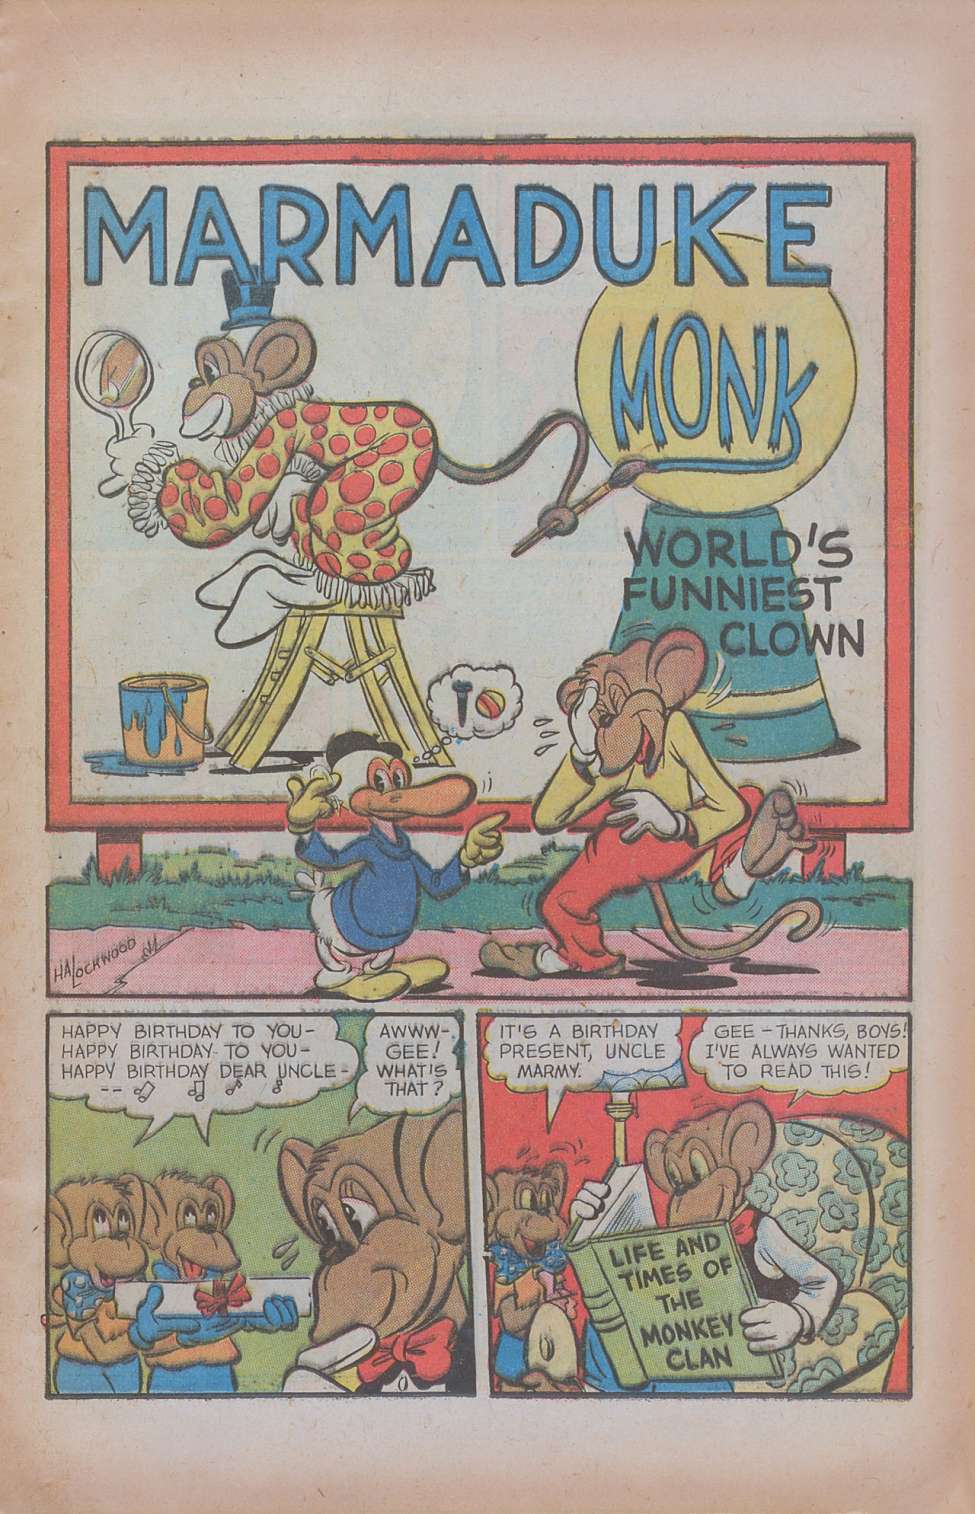 MARMADUKE
MONK
WORLD'S
FUNNIEST
CLOWN
HALOCKWOOD
HAPPY BIRTHDAY TO YOU-
HAPPY BIRTHDAY TO YOU-
HAPPY BIRTHDAY DEAR UNCLE-
--
AWWW-
GEE!
WHAT'S
THAT?
IT'S A BIRTHDAY
PRESENT, UNCLE
MARMY.
GEE - THANKS, BOYS!
I'VE ALWAYS WANTED
TO READ THIS!
LIFE AND
TIMES OF
THE
MONKEY
CLAN